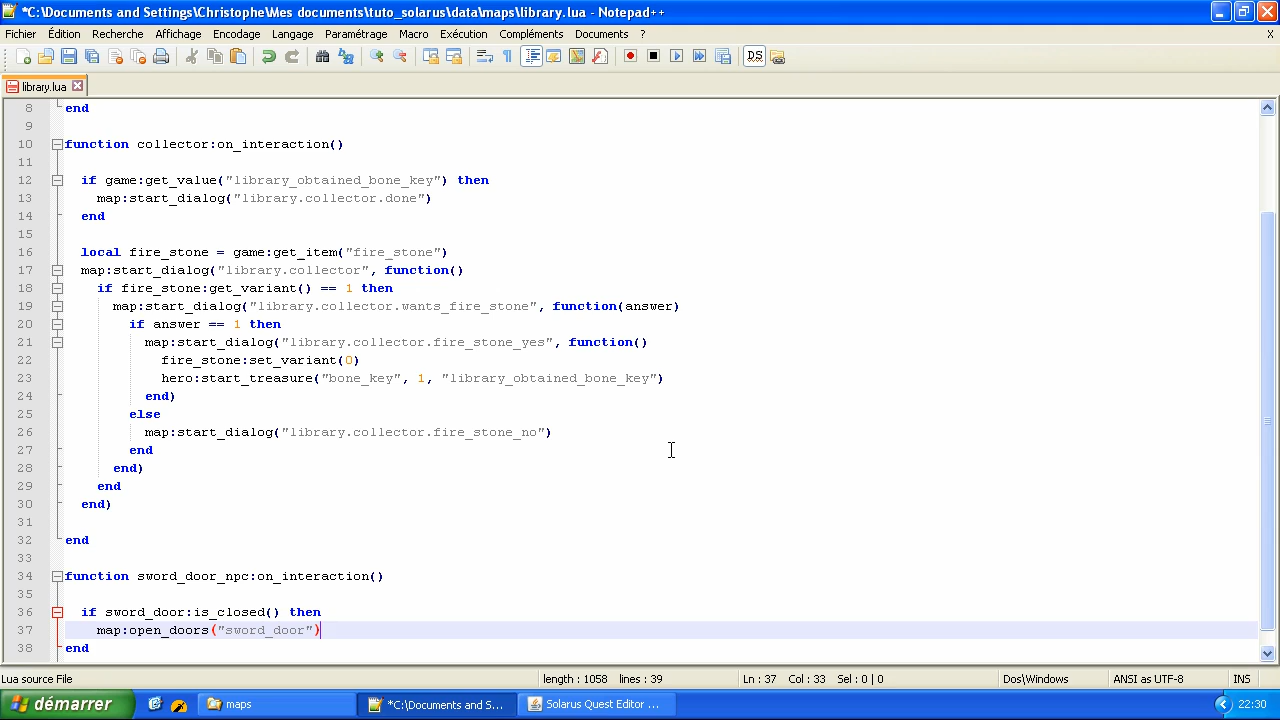 *C:\Documents and Settings\Christophe\Mes documents\tuto_solarus\data\maps\library.lua - Notepad++
Fichier Édition Recherche Affichage Encodage Langage Paramétrage Macro Exécution Compléments Documents ? X
DS
library.lua
8 end
9
10 function collector:on_interaction()
11
12 if game:get_value("library_obtained_bone_key") then
13 map:start_dialog("library.collector.done")
14 end
15
16 local fire_stone = game:get_item("fire_stone")
17 map:start_dialog("library.collector", function()
18 if fire_stone:get_variant() == 1 then
19 map:start_dialog("library.collector.wants_fire_stone", function(answer)
20 if answer == 1 then
21 map:start_dialog("library.collector.fire_stone_yes", function()
22 fire_stone:set_variant(0)
23 hero:start_treasure("bone_key", 1, "library_obtained_bone_key")
24 end)
25 else
26 map:start_dialog("library.collector.fire_stone_no")
27 end
28 end)
29 end
30 end)
31
32 end
33
34 function sword_door_npc:on_interaction()
35
36 if sword_door:is_closed() then
37 map:open_doors("sword_door")
38 end
Lua source File length : 1058 lines : 39 Ln : 37 Col : 33 Sel : 0 | 0 Dos\Windows ANSI as UTF-8 INS
démarrer maps *C:\Documents and S... Solarus Quest Editor ... 22:30